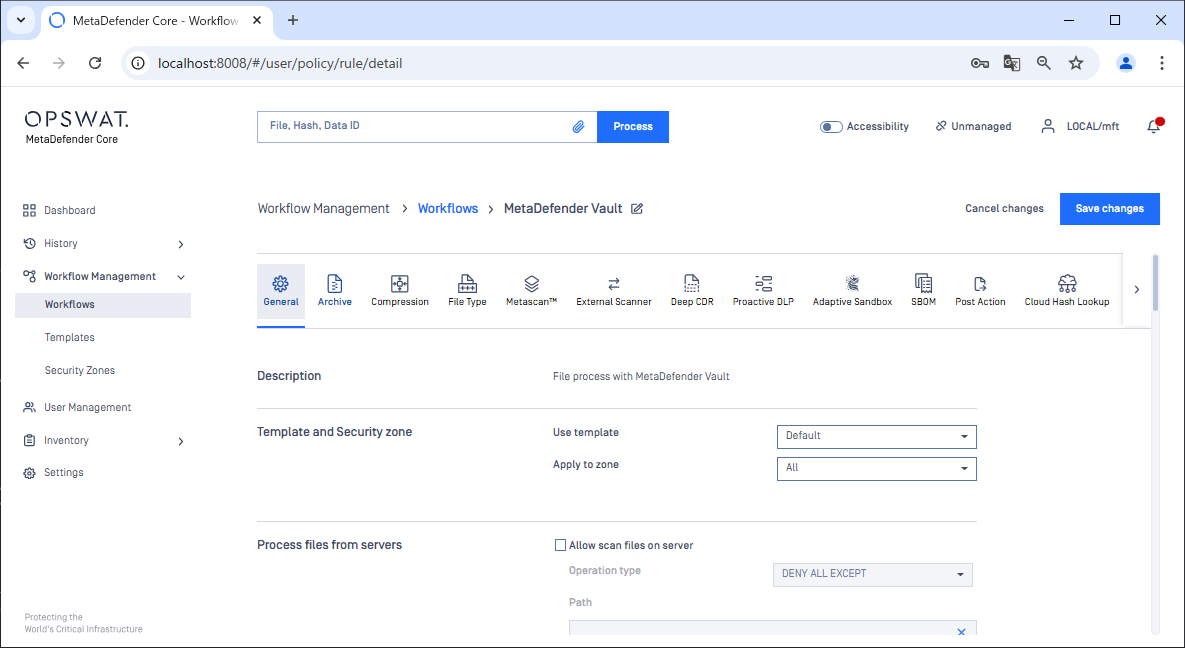 MetaDefender Core - Workflow
localhost:8008/#/user/policy/rule/detail
OPSWAT.
MetaDefender Core
File, Hash, Data ID
Process
Accessibility
Unmanaged
LOCAL/mft
Dashboard
History
Workflow Management
Workflows
Templates
Security Zones
User Management
Inventory
Settings
Protecting the
World's Critical Infrastructure
Workflow Management > Workflows > MetaDefender Vault
Cancel changes
Save changes
General
Archive
Compression
File Type
Metascan™
External Scanner
Deep CDR
Proactive DLP
Adaptive Sandbox
SBOM
Post Action
Cloud Hash Lookup
Description
File process with MetaDefender Vault
Template and Security zone
Use template
Default
Apply to zone
All
Process files from servers
Allow scan files on server
Operation type
DENY ALL EXCEPT
Path